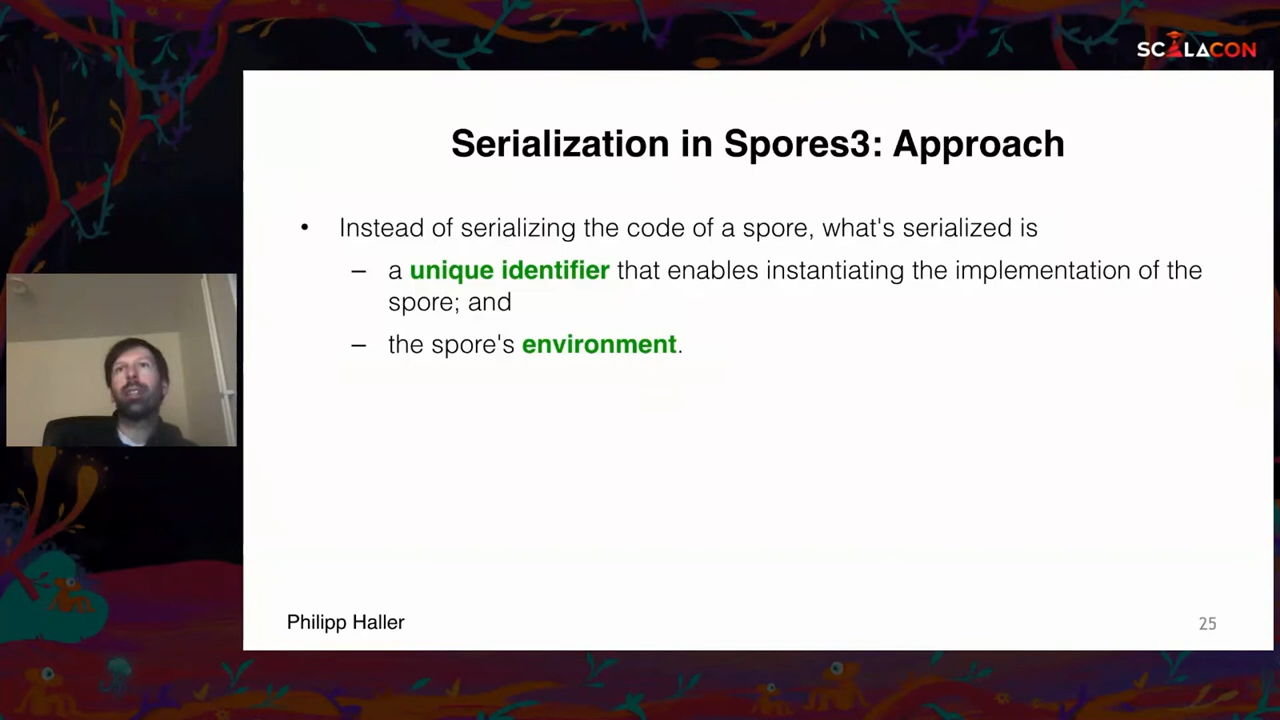 SCALACON
Serialization in Spores3: Approach
• Instead of serializing the code of a spore, what's serialized is
– a unique identifier that enables instantiating the implementation of the
spore; and
– the spore's environment.
Philipp Haller
25